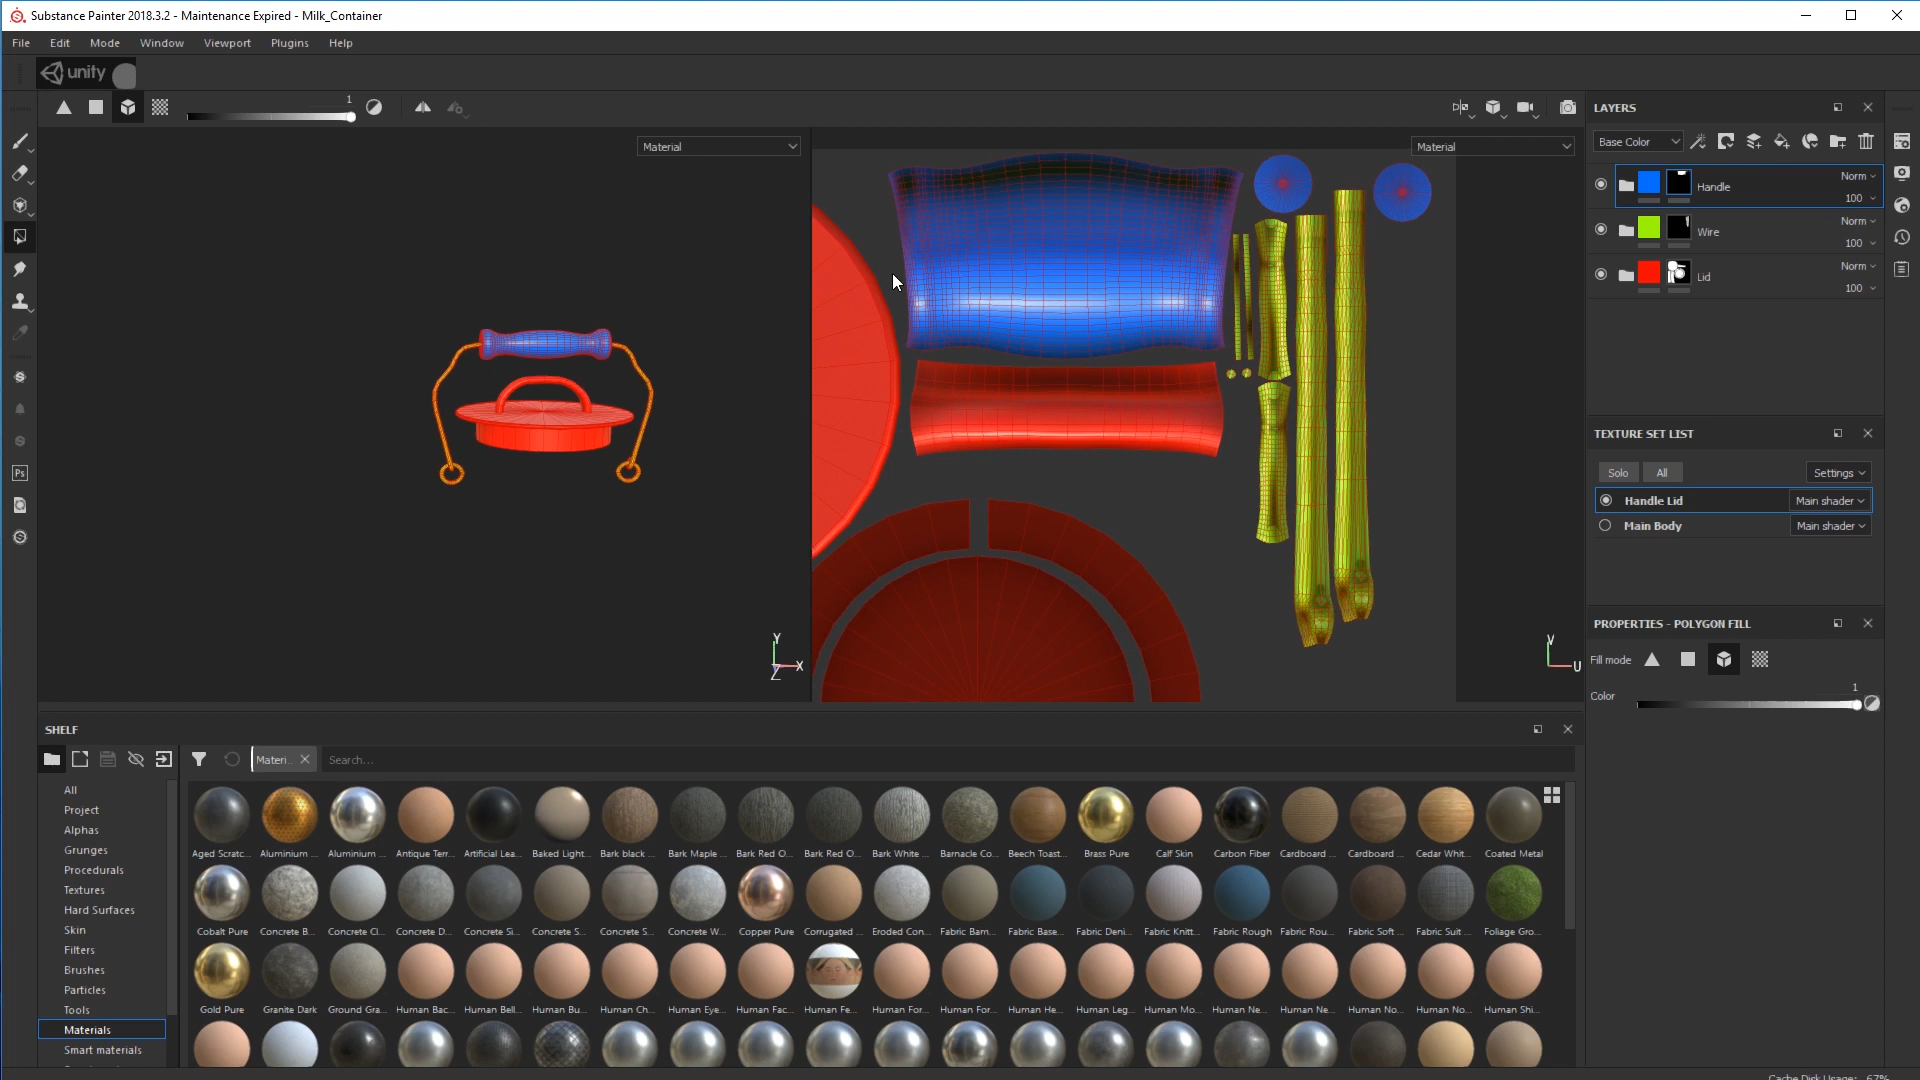 Substance Painter 2018.3.2 - Maintenance Expired - Milk_Container
File Edit Mode Window Viewport Plugins Help
unity
1
Material
Material
Y
X
Z
V
U
LAYERS
Base Color
Handle Norm 100
Wire Norm 100
Lid Norm 100
TEXTURE SET LIST
Solo All Settings
Handle Lid Main shader
Main Body Main shader
PROPERTIES - POLYGON FILL
Fill mode
Color 1
Ps
SHELF
Materi.. Search...
All
Project
Alphas
Grunges
Procedurals
Textures
Hard Surfaces
Skin
Filters
Brushes
Particles
Tools
Materials
Smart materials
Aged Scratc... Aluminium ... Aluminium ... Antique Terr... Artificial Lea... Baked Light... Bark black ... Bark Maple ... Bark Red O... Bark Red O... Bark White ... Barnacle Co... Beech Toast... Brass Pure Calf Skin Carbon Fiber Cardboard ... Cardboard ... Cedar Whit... Coated Metal
Cobalt Pure Concrete B... Concrete Cl... Concrete D... Concrete Si... Concrete S... Concrete S... Concrete W... Copper Pure Corrugated ... Eroded Con... Fabric Bam... Fabric Base... Fabric Deni... Fabric Knitt... Fabric Rough Fabric Rou... Fabric Soft ... Fabric Suit ... Foliage Gro...
Gold Pure Granite Dark Ground Gra... Human Bac... Human Bell... Human Bu... Human Ch... Human Eye... Human Fac... Human Fe... Human For... Human For... Human He... Human Leg... Human Mo... Human Ne... Human Ne... Human No... Human No... Human Shi...
Cache Disk Usage: 67%